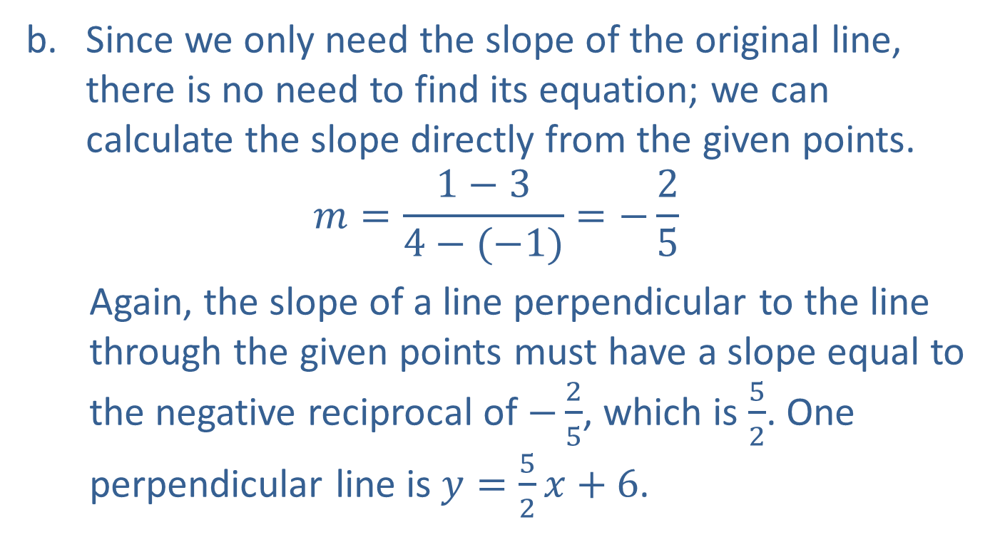 b. Since we only need the slope of the original line,
there is no need to find its equation; we can
calculate the slope directly from the given points.
m = \frac{1 − 3}{4 − (−1)} = −\frac{2}{5}
Again, the slope of a line perpendicular to the line
through the given points must have a slope equal to
the negative reciprocal of −\frac{2}{5}, which is \frac{5}{2}. One
perpendicular line is y = \frac{5}{2}x + 6.